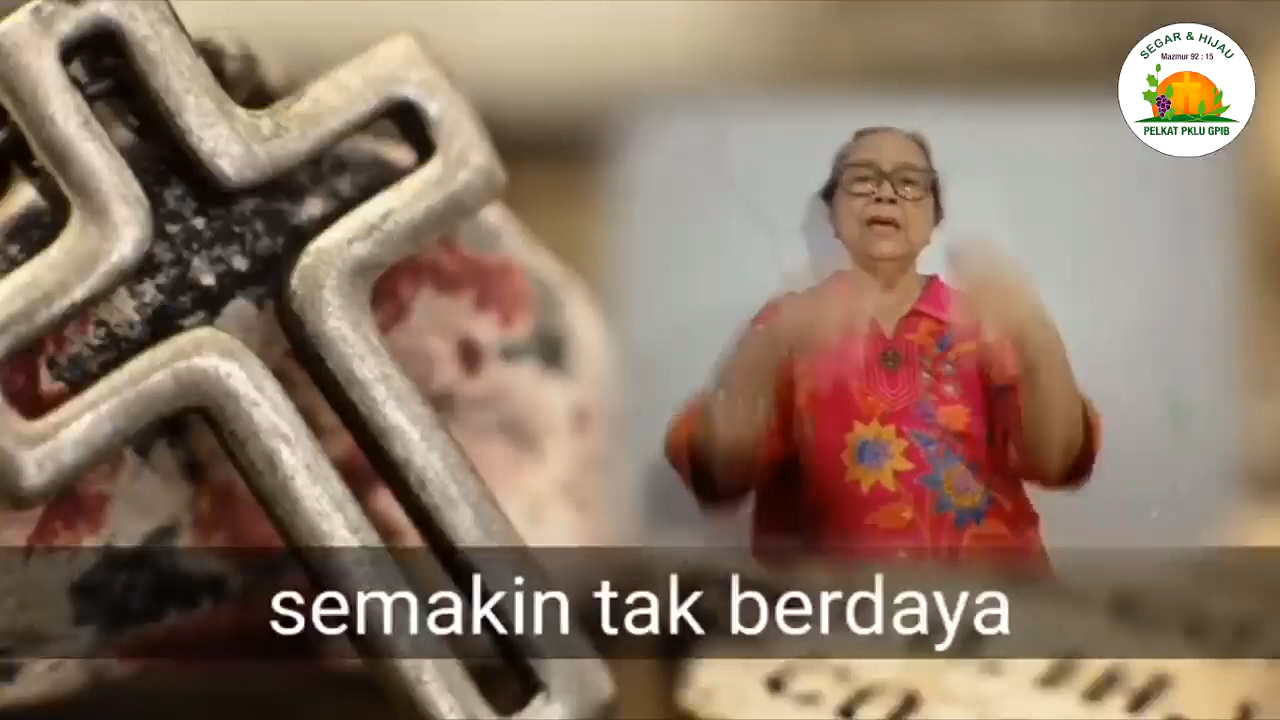 SEGAR & HIJAU
Mazmur 92 : 15
PELKAT PKLU GPIB
semakin tak berdaya